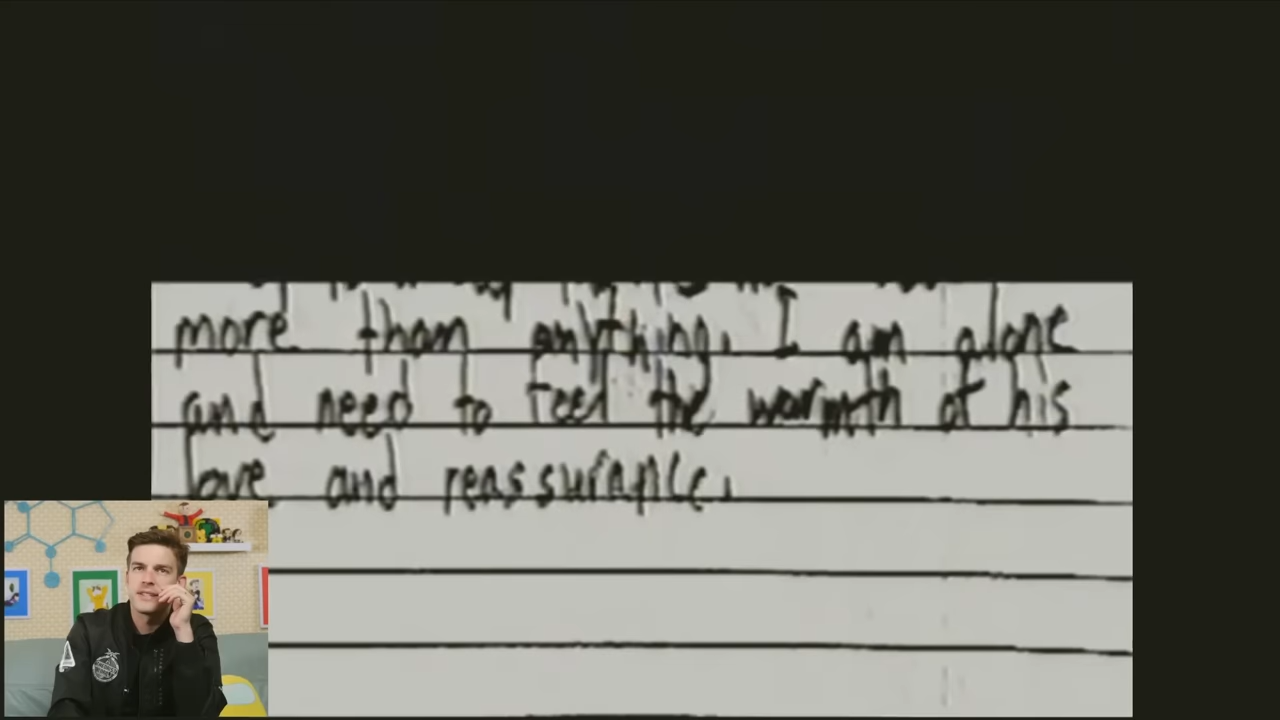 more than anything. I am alone
and need to feel the warmth of his
love and reassurance.